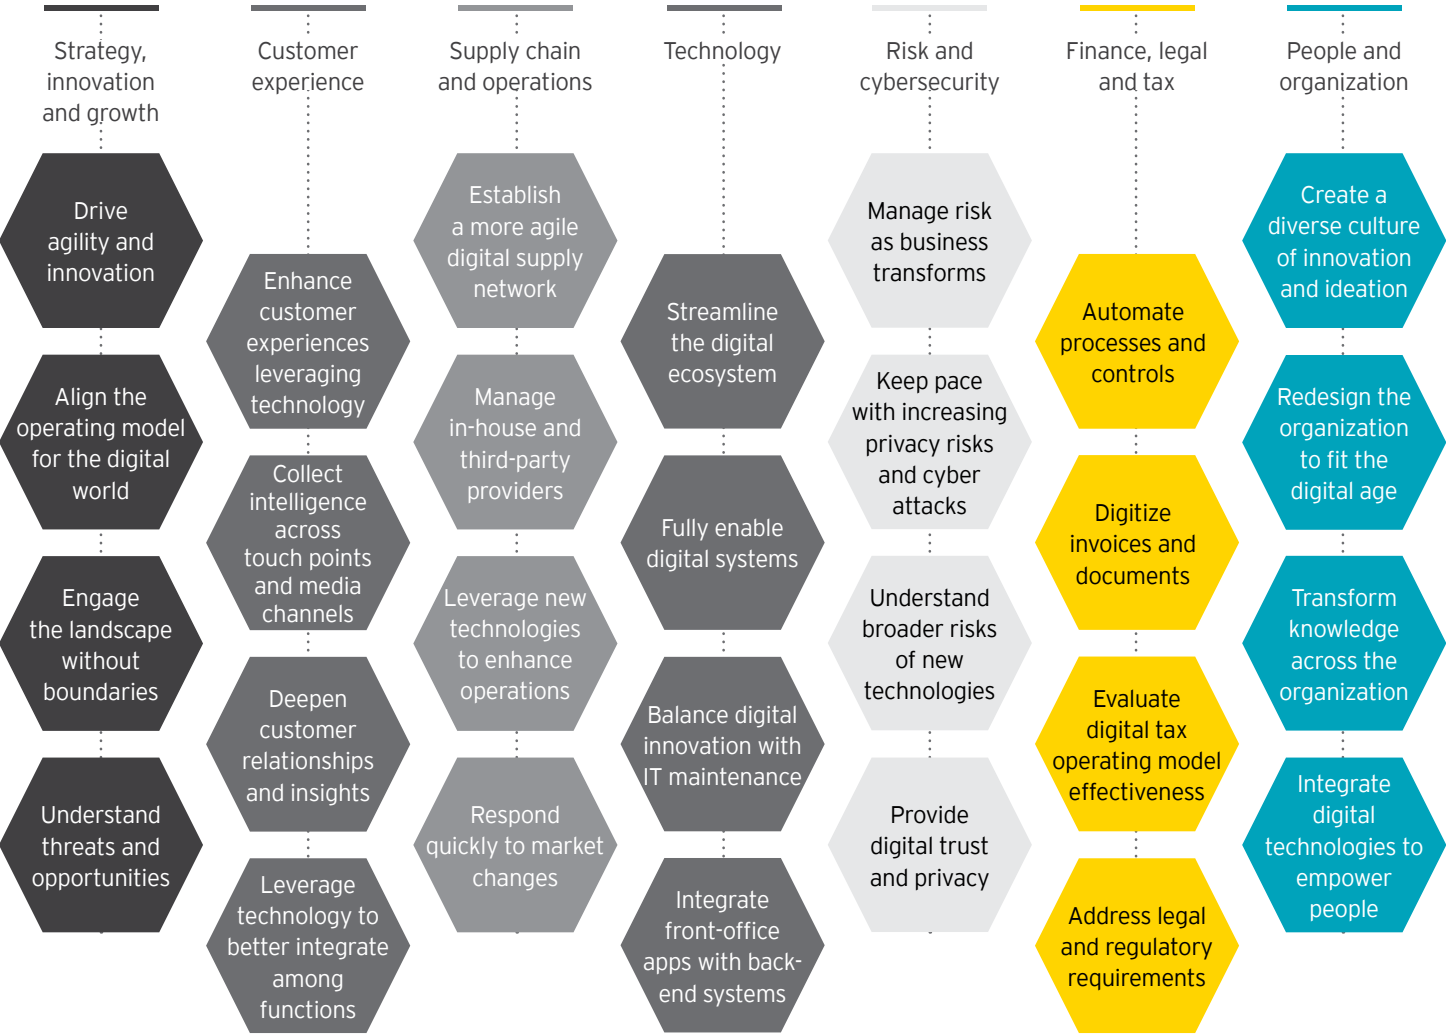 Strategy,
innovation
and growth
Drive
agility and
innovation
Align the
operating model
for the digital
world
Engage
the landscape
without
boundaries
Understand
threats and
opportunities
Customer
experience
Enhance
customer
experiences
leveraging
technology
Collect
intelligence
across
touch points
and media
channels
Deepen
customer
relationships
and insights
Leverage
technology to
better integrate
among
functions
Supply chain
and operations
Establish
a more agile
digital supply
network
Manage
in-house and
third-party
providers
Leverage new
technologies
to enhance
operations
Respond
quickly to market
changes
Technology
Streamline
the digital
ecosystem
Fully enable
digital systems
Balance digital
innovation with
IT maintenance
Integrate
front-office
apps with back-
end systems
Risk and
cybersecurity
Manage risk
as business
transforms
Keep pace
with increasing
privacy risks
and cyber
attacks
Understand
broader risks
of new
technologies
Provide
digital trust
and privacy
Finance, legal
and tax
Automate
processes and
controls
Digitize
invoices and
documents
Evaluate
digital tax
operating model
effectiveness
Address legal
and regulatory
requirements
People and
organization
Create a
diverse culture
of innovation
and ideation
Redesign the
organization
to fit the
digital age
Transform
knowledge
across the
organization
Integrate
digital
technologies to
empower
people